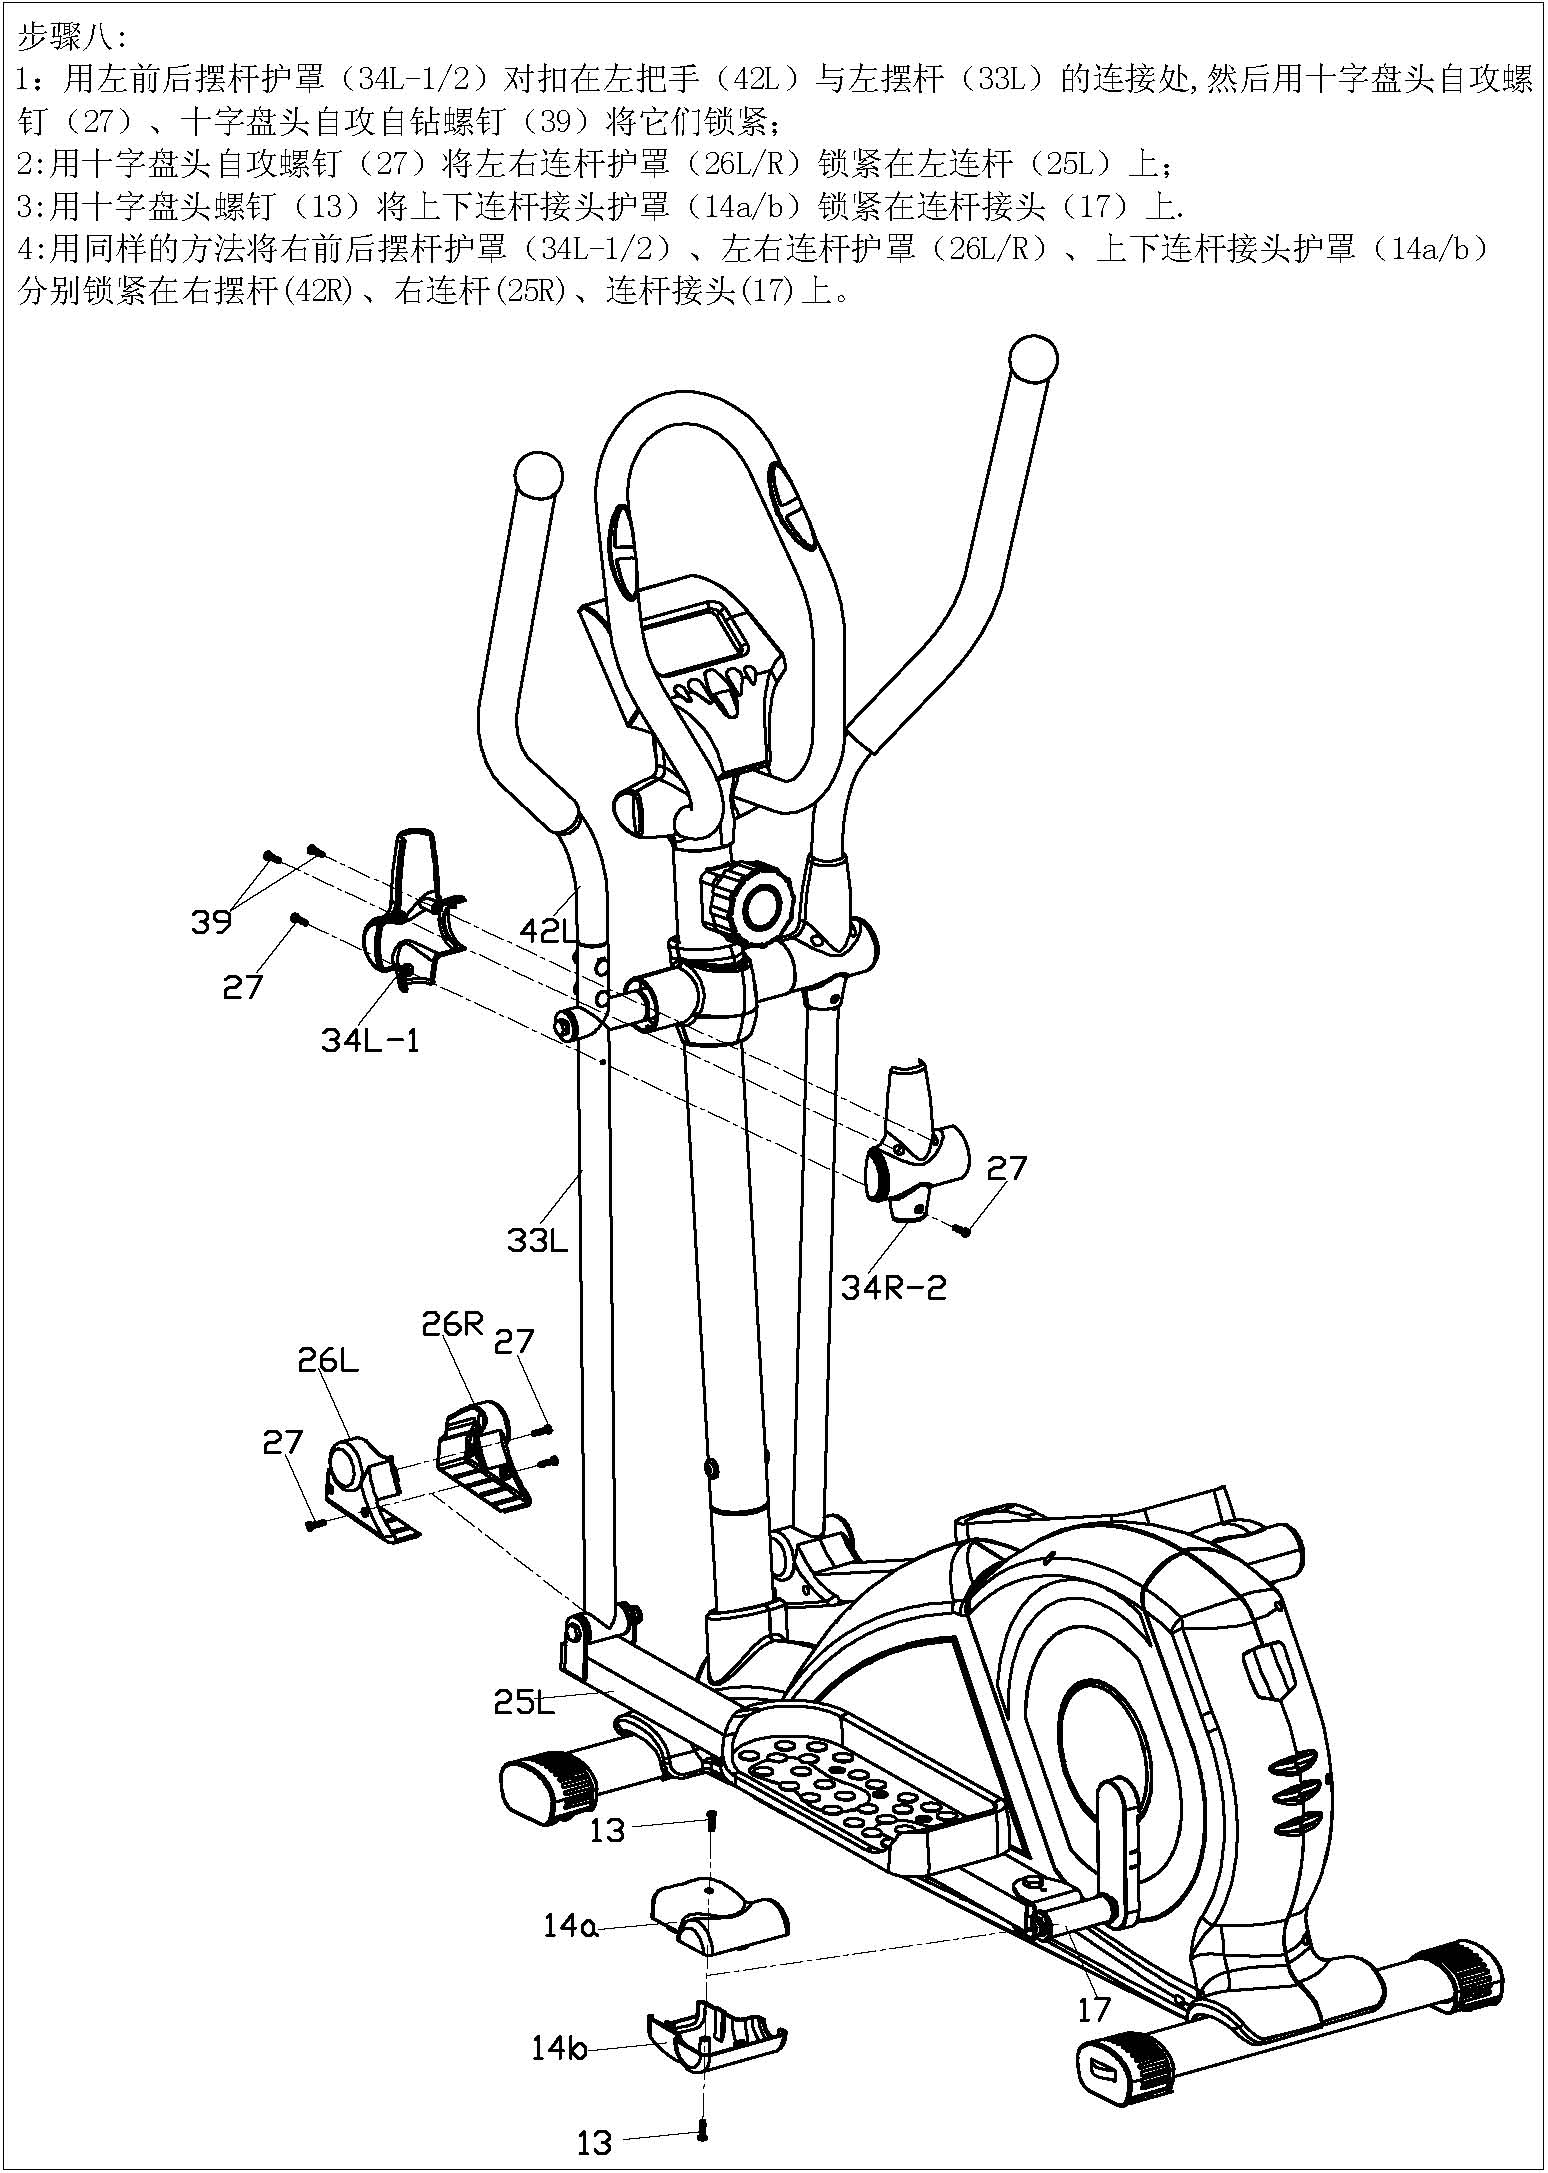 步骤八:
1：用左前后摆杆护罩（34L-1/2）对扣在左把手（42L）与左摆杆（33L）的连接处,然后用十字盘头自攻螺
钉（27）、十字盘头自攻自钻螺钉（39）将它们锁紧；
2:用十字盘头自攻螺钉（27）将左右连杆护罩（26L/R）锁紧在左连杆（25L）上；
3:用十字盘头螺钉（13）将上下连杆接头护罩（14a/b）锁紧在连杆接头（17）上.
4:用同样的方法将右前后摆杆护罩（34L-1/2）、左右连杆护罩（26L/R）、上下连杆接头护罩（14a/b）
分别锁紧在右摆杆(42R)、右连杆(25R)、连杆接头(17)上。
39
42L
27
34L-1
27
33L
34R-2
26R
27
26L
27
25L
13
14a
17
14b
13